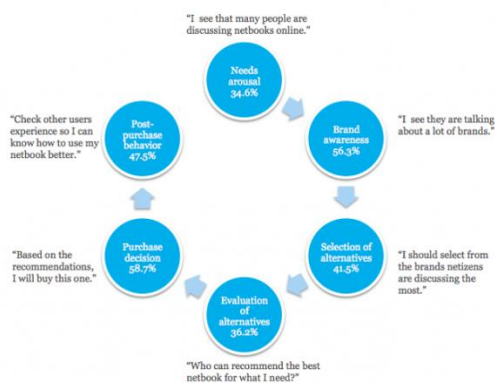 "I see that many people are
discussing netbooks online."
Needs
arousal
34.6%
Brand
awareness
56.3%
"I see they are talking
about a lot of brands."
Selection of
alternatives
41.5%
"I should select from
the brands netizens
are discussing the
most."
Evaluation of
alternatives
36.2%
"Who can recommend the best
netbook for what I need?"
Purchase
decision
58.7%
"Based on the
recommendations,
I will buy this one."
Post-
purchase
behavior
47.5%
"Check other users
experience so I can
know how to use my
netbook better."